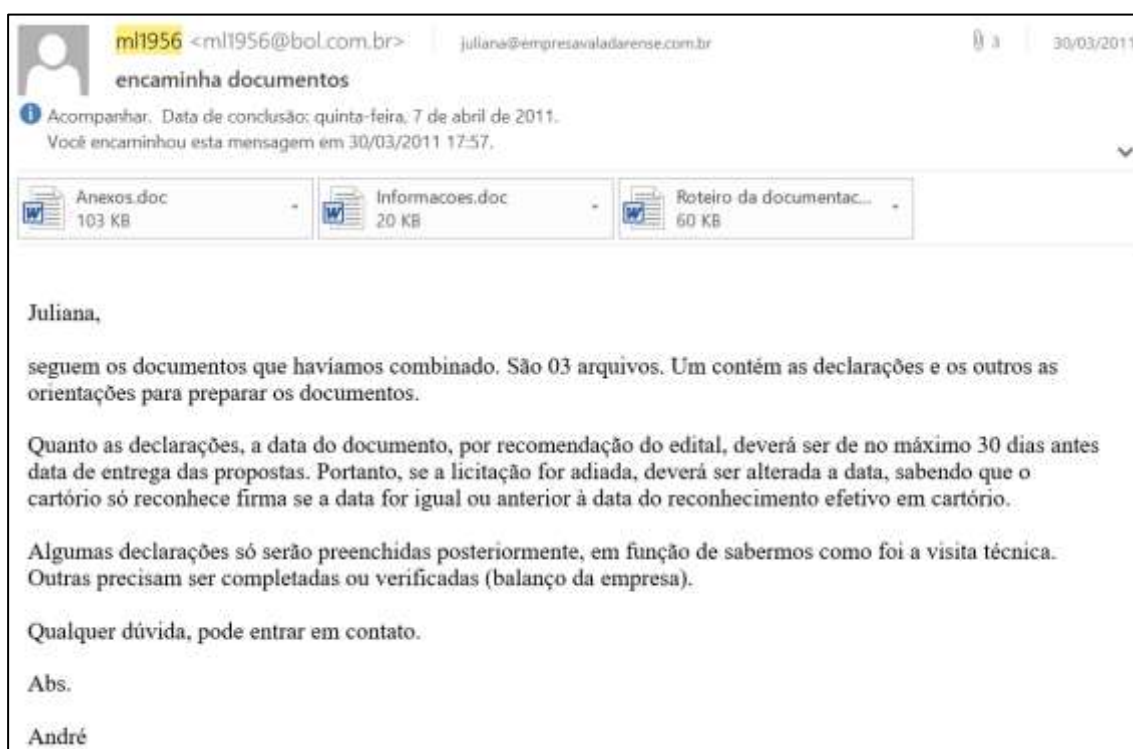 ml1956 <ml1956@bol.com.br> juliana@empresavaladarense.com.br 3 30/03/2011
encaminha documentos
Acompanhar. Data de conclusão: quinta-feira, 7 de abril de 2011.
Você encaminhou esta mensagem em 30/03/2011 17:57.
Anexos.doc Informacoes.doc Roteiro da documentac...
103 KB 20 KB 60 KB
Juliana,
seguem os documentos que havíamos combinado. São 03 arquivos. Um contém as declarações e os outros as
orientações para preparar os documentos.
Quanto as declarações, a data do documento, por recomendação do edital, deverá ser de no máximo 30 dias antes
data de entrega das propostas. Portanto, se a licitação for adiada, deverá ser alterada a data, sabendo que o
cartório só reconhece firma se a data for igual ou anterior à data do reconhecimento efetivo em cartório.
Algumas declarações só serão preenchidas posteriormente, em função de sabermos como foi a visita técnica.
Outras precisam ser completadas ou verificadas (balanço da empresa).
Qualquer dúvida, pode entrar em contato.
Abs.
André